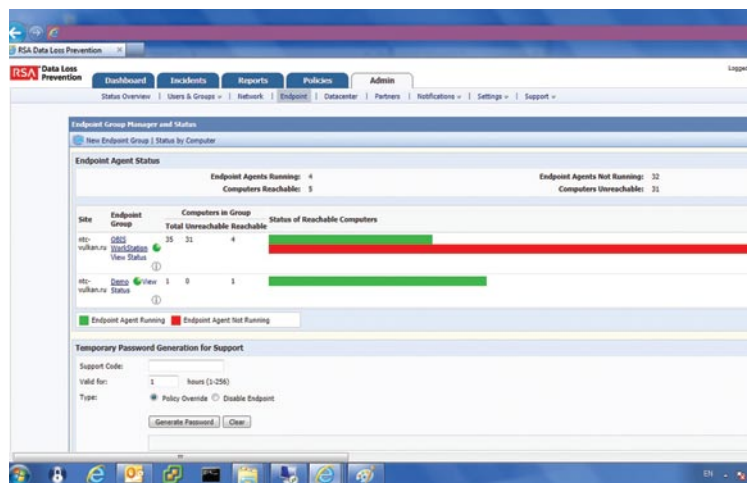 RSA Data Loss Prevention
RSA Data Loss Prevention
Logge
Dashboard Incidents Reports Policies Admin
Status Overview | Users & Groups | Network | Endpoint | Datacenter | Partners | Notifications | Settings | Support
Endpoint Group Manager and Status
New Endpoint Group | Status by Computer
Endpoint Agent Status
Endpoint Agents Running: 4 Endpoint Agents Not Running: 32
Computers Reachable: 5 Computers Unreachable: 31
Site Endpoint Group Computers in Group Status of Reachable Computers
Total Unreachable Reachable
ntc-vulkan.ru OBIS WorkStation View Status 35 31 4
ntc-vulkan.ru Demo View Status 1 0 1
Endpoint Agent Running Endpoint Agent Not Running
Temporary Password Generation for Support
Support Code:
Valid for: 1 hours (1-256)
Type: Policy Override Disable Endpoint
Generate Password Clear
EN